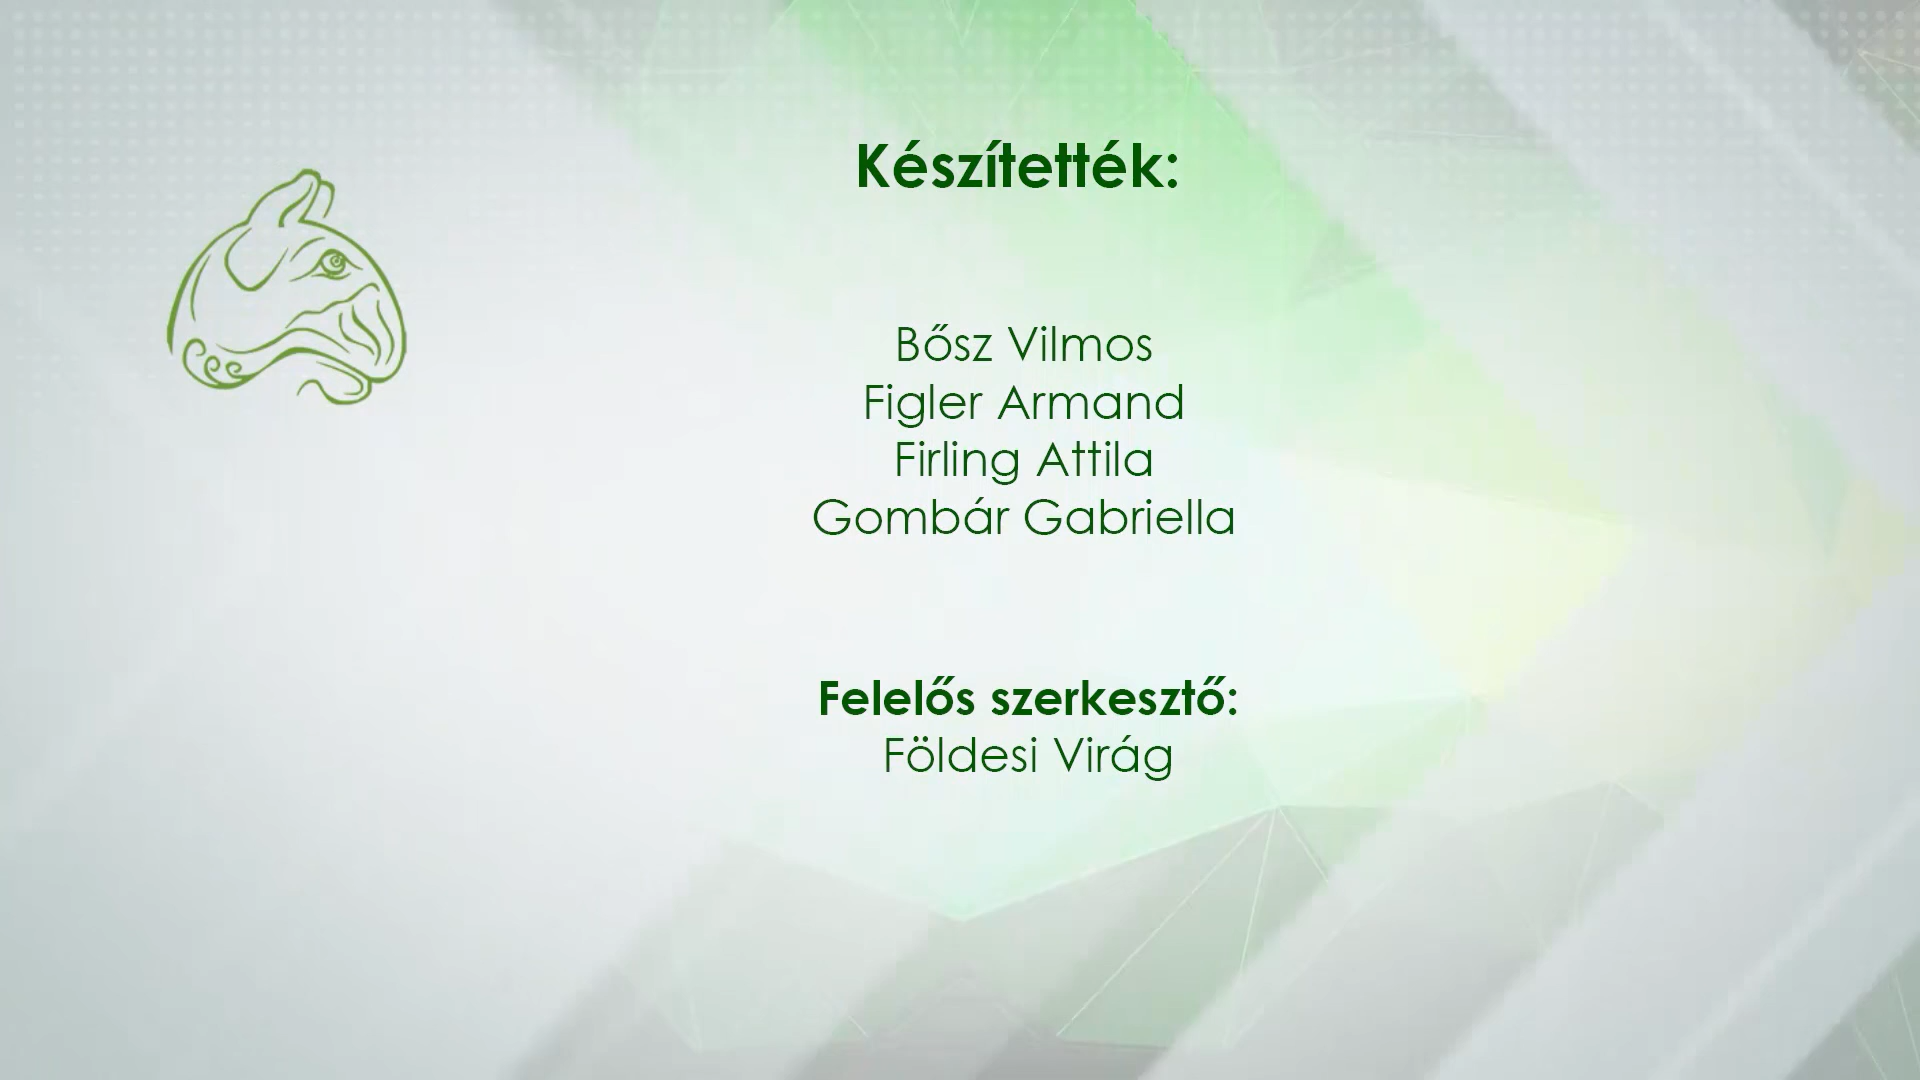 Készítették:
Bősz Vilmos
Figler Armand
Firling Attila
Gombár Gabriella
Felelős szerkesztő:
Földesi Virág